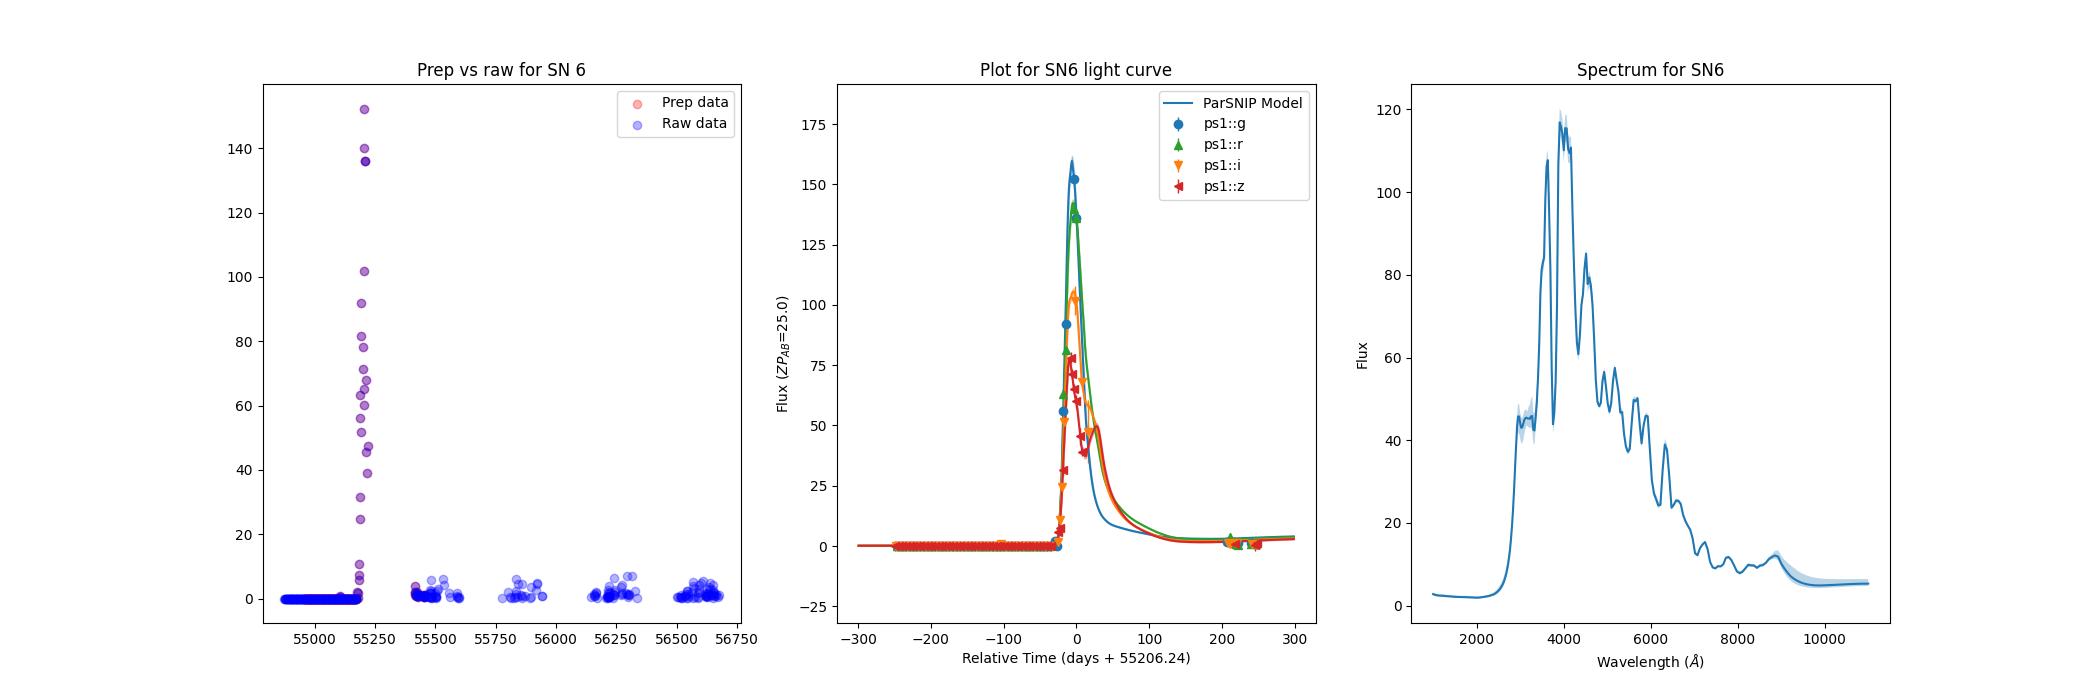 Prep vs raw for SN 6
Prep data
Raw data
140
120
100
80
60
40
20
0
55000 55250 55500 55750 56000 56250 56500 56750
Plot for SN6 light curve
ParSNIP Model
ps1::g
ps1::r
ps1::i
ps1::z
175
150
125
100
75
50
25
0
−25
Flux (ZP_AB=25.0)
−300 −200 −100 0 100 200 300
Relative Time (days + 55206.24)
Spectrum for SN6
120
100
80
60
40
20
0
Flux
2000 4000 6000 8000 10000
Wavelength (Å)